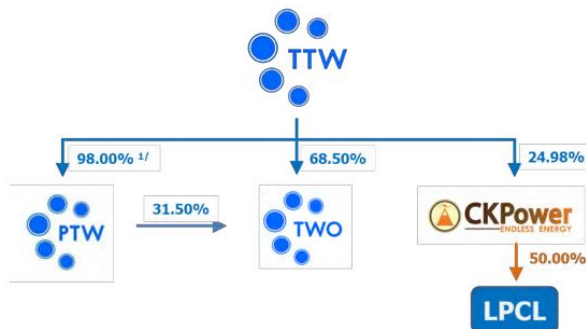 TTW
98.00% 1/
68.50%
24.98%
PTW
31.50%
TWO
CKPower
ENDLESS ENERGY
50.00%
LPCL